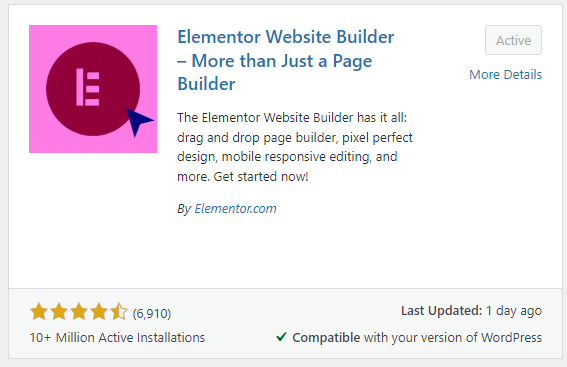 Elementor Website Builder
– More than Just a Page
Builder
Active
More Details
The Elementor Website Builder has it all:
drag and drop page builder, pixel perfect
design, mobile responsive editing, and
more. Get started now!
By Elementor.com
(6,910)
Last Updated: 1 day ago
10+ Million Active Installations
Compatible with your version of WordPress